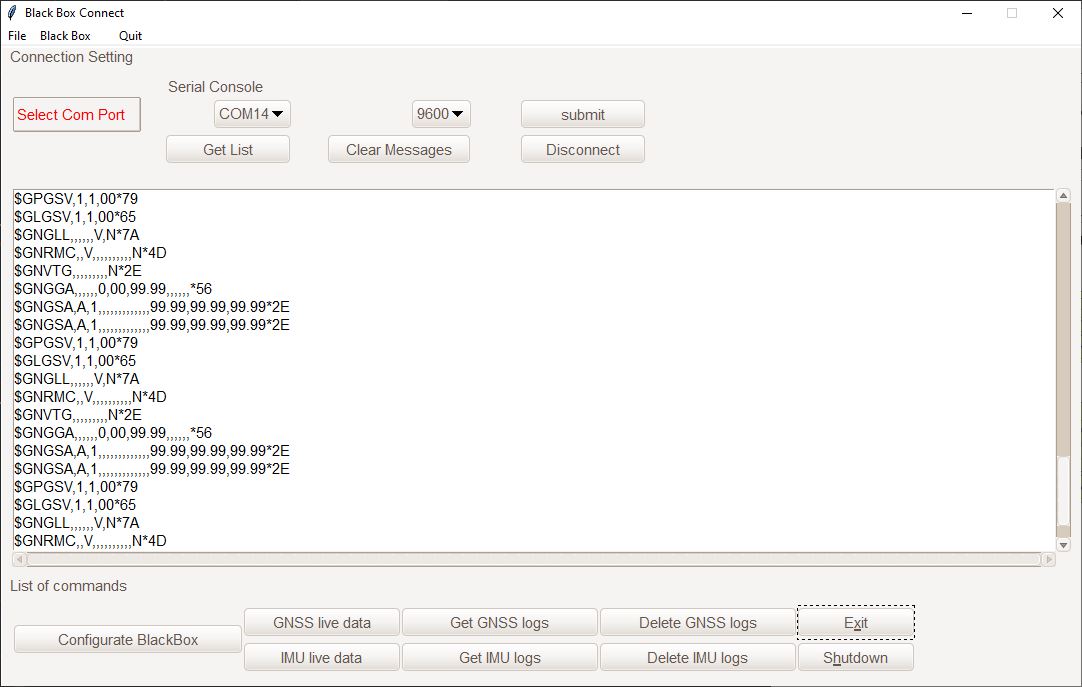 Black Box Connect
File Black Box Quit
Connection Setting
Serial Console
Select Com Port COM14 9600 submit
Get List Clear Messages Disconnect
$GPGSV,1,1,00*79
$GLGSV,1,1,00*65
$GNGLL,,,,,,V,N*7A
$GNRMC,,V,,,,,,,,,,N*4D
$GNVTG,,,,,,,,,N*2E
$GNGGA,,,,,,0,00,99.99,,,,,,*56
$GNGSA,A,1,,,,,,,,,,,,,99.99,99.99,99.99*2E
$GNGSA,A,1,,,,,,,,,,,,,99.99,99.99,99.99*2E
$GPGSV,1,1,00*79
$GLGSV,1,1,00*65
$GNGLL,,,,,,V,N*7A
$GNRMC,,V,,,,,,,,,,N*4D
$GNVTG,,,,,,,,,N*2E
$GNGGA,,,,,,0,00,99.99,,,,,,*56
$GNGSA,A,1,,,,,,,,,,,,,99.99,99.99,99.99*2E
$GNGSA,A,1,,,,,,,,,,,,,99.99,99.99,99.99*2E
$GPGSV,1,1,00*79
$GLGSV,1,1,00*65
$GNGLL,,,,,,V,N*7A
$GNRMC,,V,,,,,,,,,,N*4D
List of commands
GNSS live data Get GNSS logs Delete GNSS logs Exit
Configurate BlackBox
IMU live data Get IMU logs Delete IMU logs Shutdown